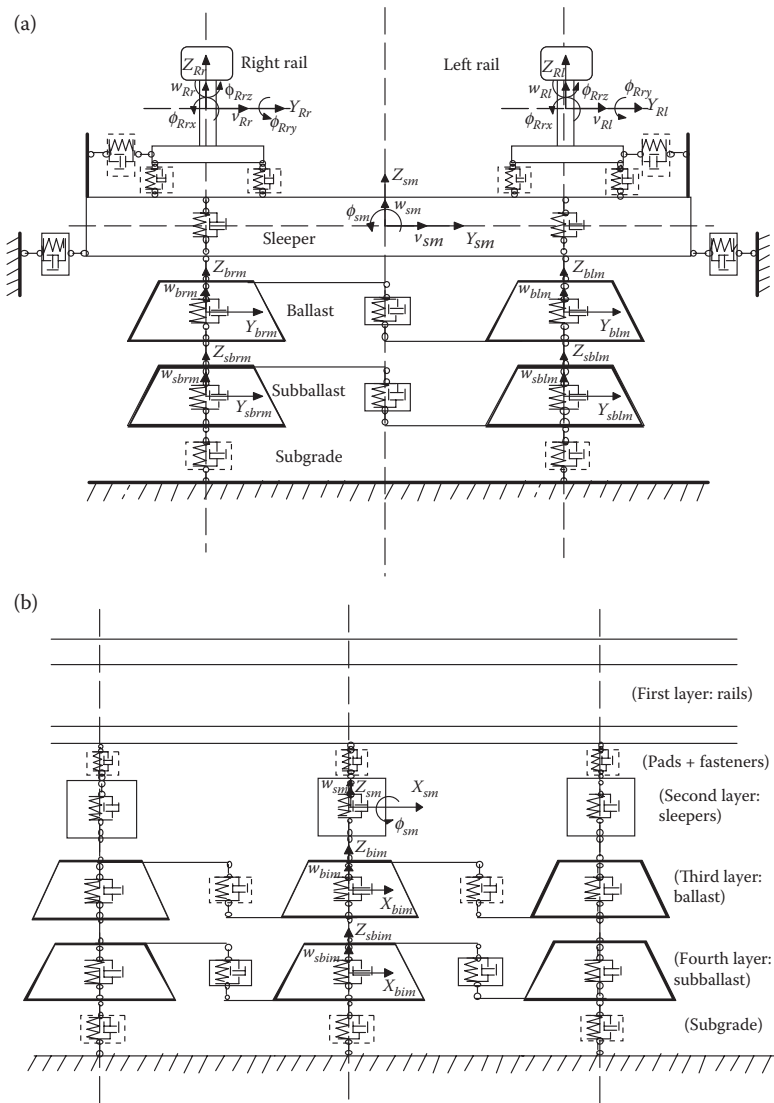 (a)
Right rail
Left rail
Z_Rr
Z_Rl
w_Rr
ϕ_Rrz
w_Rl
ϕ_Rrz
ϕ_Rry
Y_Rr
Y_Rl
ϕ_Rrx
v_Rr
ϕ_Rry
ϕ_Rrx
v_Rl
Z_sm
w_sm
ϕ_sm
Sleeper
v_sm
Y_sm
Z_brm
Z_blm
w_brm
Ballast
w_blm
Y_brm
Y_blm
Z_sbrm
Z_sblm
w_sbrm
Subballast
w_sblm
Y_sbrm
Y_sblm
Subgrade
(b)
(First layer: rails)
(Pads + fasteners)
w_sm
Z_sm
X_sm
(Second layer:
sleepers)
ϕ_sm
Z_bim
w_bim
(Third layer:
ballast)
X_bim
Z_sbim
w_sbim
(Fourth layer:
subballast)
X_bim
(Subgrade)